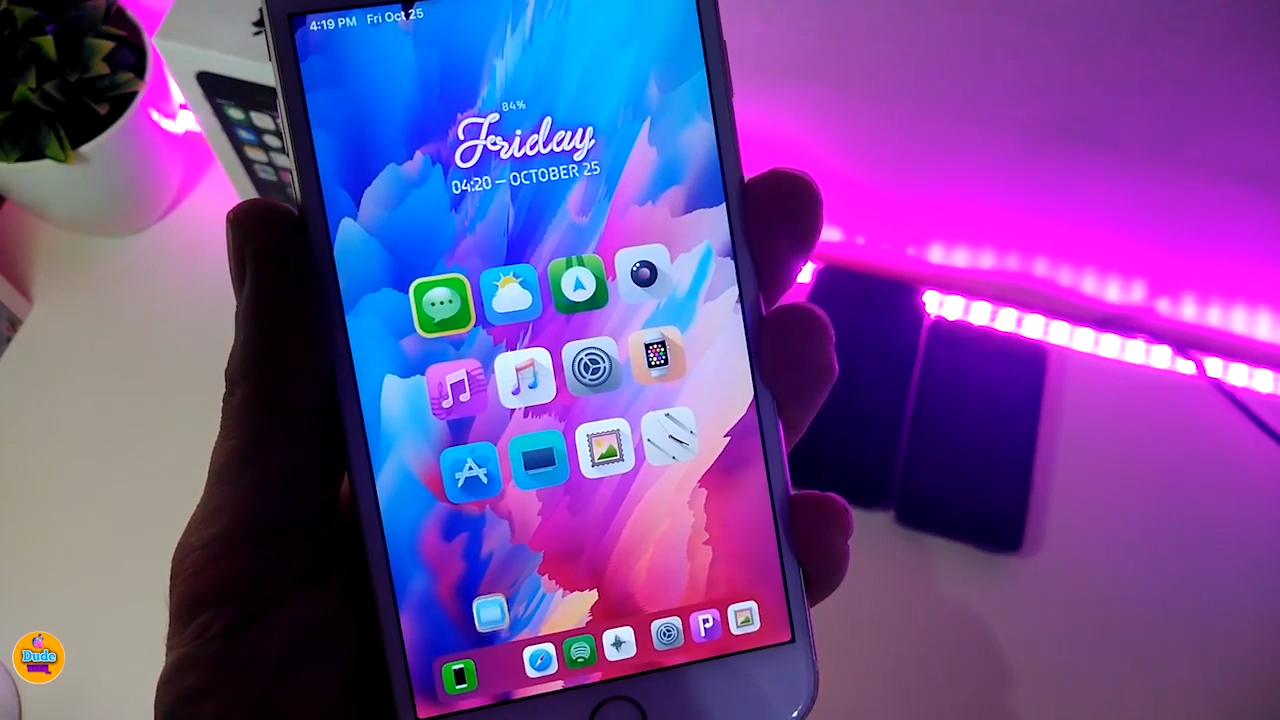 4:19 PM Fri Oct 25
84%
Friday
04:20 — OCTOBER 25
Dude